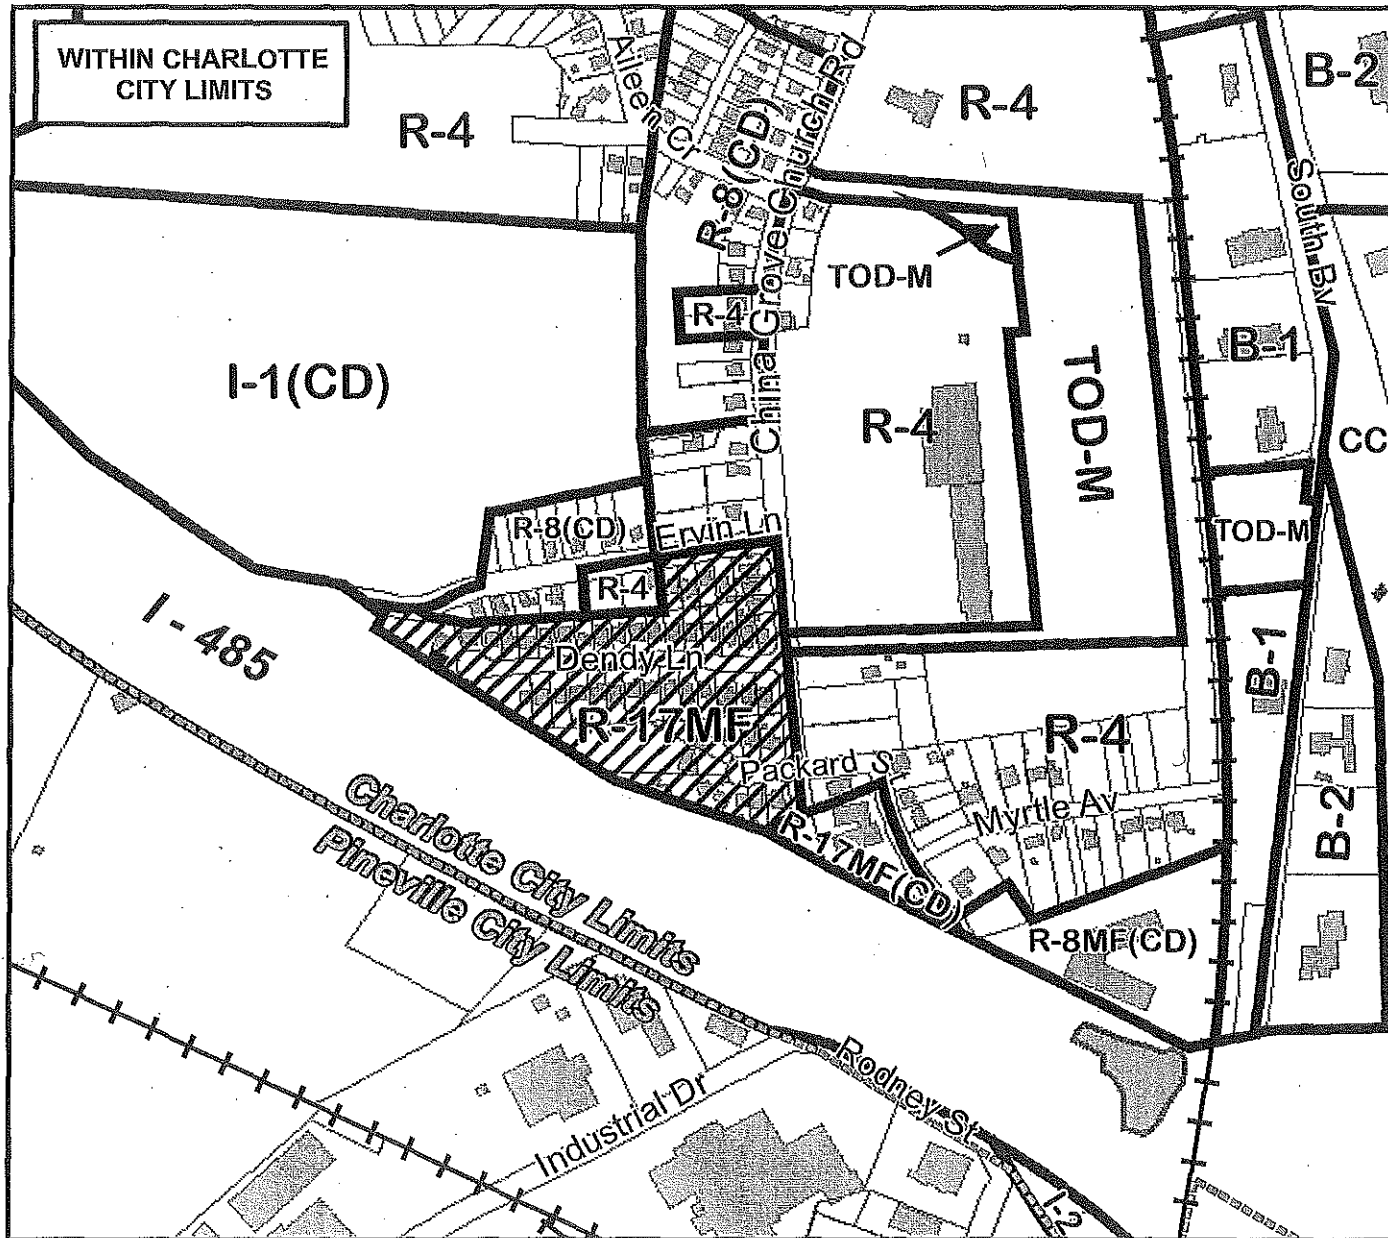 WITHIN CHARLOTTE
CITY LIMITS
R-4
Aileen Cr
R-8(CD)
China Grove Church Rd
R-4
B-2
South Bv
TOD-M
R-4
I-1(CD)
R-4
TOD-M
B-1
CC
R-8(CD)
Ervin Ln
TOD-M
R-4
I - 485
Dendy Ln
R-17MF
R-4
B-1
Packard S
Myrtle Av
B-2
R-17MF(CD)
Charlotte City Limits
Pineville City Limits
R-8MF(CD)
Rodney St
Industrial Dr
I-2